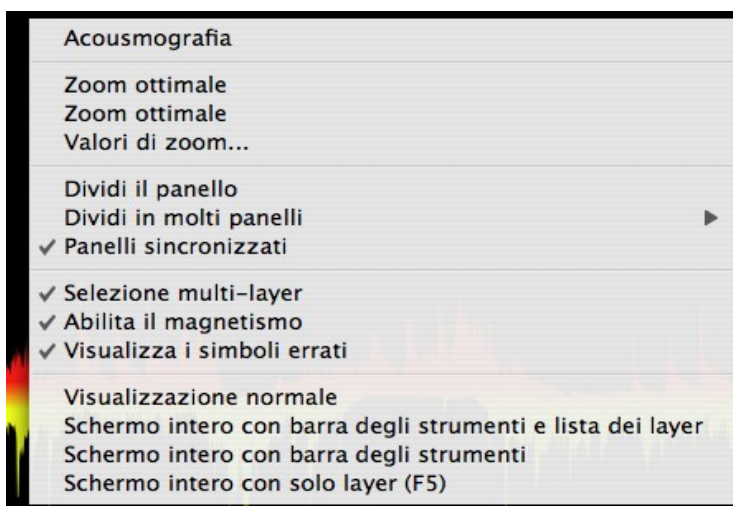 Acousmografia
Zoom ottimale
Zoom ottimale
Valori di zoom...
Dividi il panello
Dividi in molti panelli
Panelli sincronizzati
Selezione multi-layer
Abilita il magnetismo
Visualizza i simboli errati
Visualizzazione normale
Schermo intero con barra degli strumenti e lista dei layer
Schermo intero con barra degli strumenti
Schermo intero con solo layer (F5)